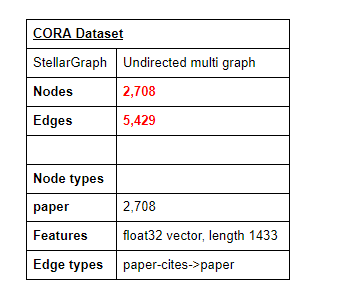 CORA Dataset
StellarGraph Undirected multi graph
Nodes 2,708
Edges 5,429
Node types
paper 2,708
Features float32 vector, length 1433
Edge types paper-cites->paper